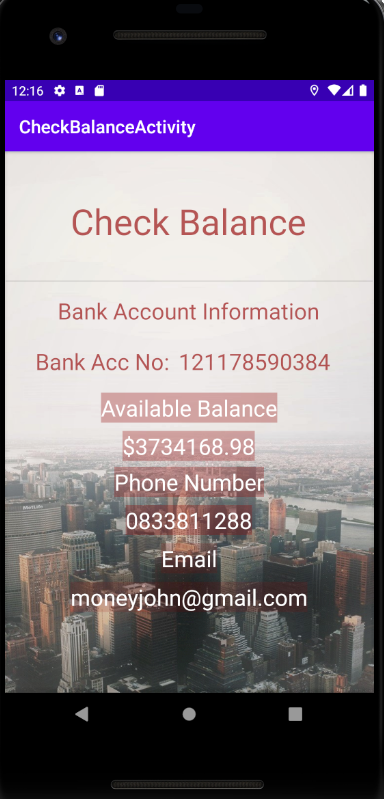 12:16
CheckBalanceActivity
Check Balance
Bank Account Information
Bank Acc No: 121178590384
Available Balance
$3734168.98
Phone Number
MetLife
0833811288
Email
moneyjohn@gmail.com